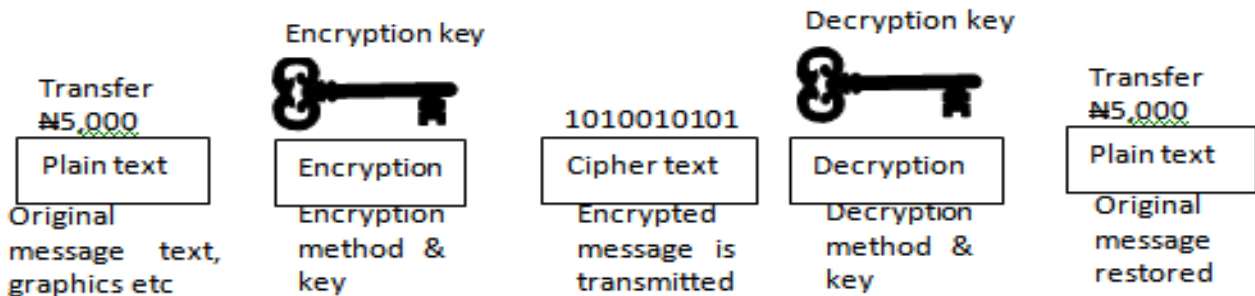 Encryption key
Decryption key
Transfer
₦5,000
1010010101
Transfer
₦5,000
Plain text
Encryption
Cipher text
Decryption
Plain text
Original
message text,
graphics etc
Encryption
method &
key
Encrypted
message is
transmitted
Decryption
method &
key
Original
message
restored